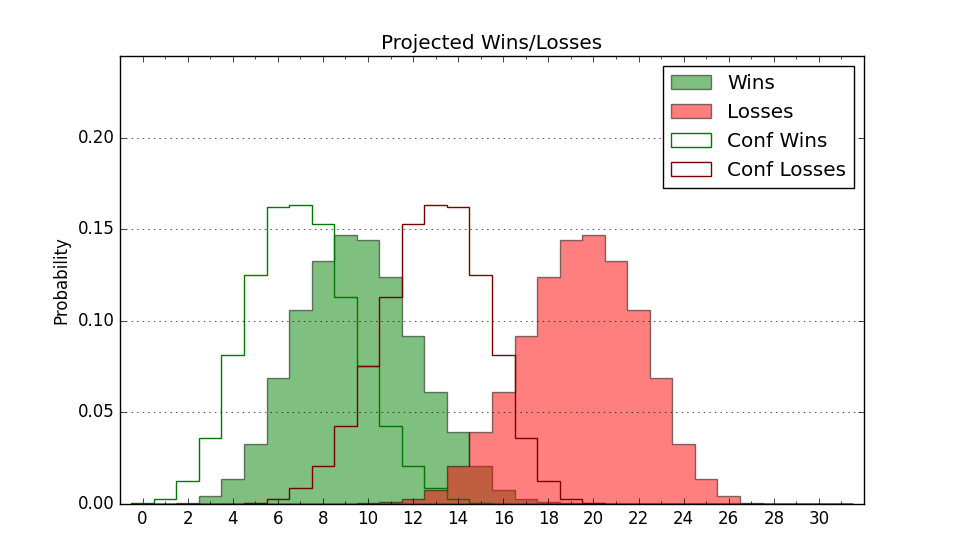 Projected Wins/Losses
Wins
Losses
Conf Wins
Conf Losses
Probability
0.20
0.15
0.10
0.05
0.00
0 2 4 6 8 10 12 14 16 18 20 22 24 26 28 30